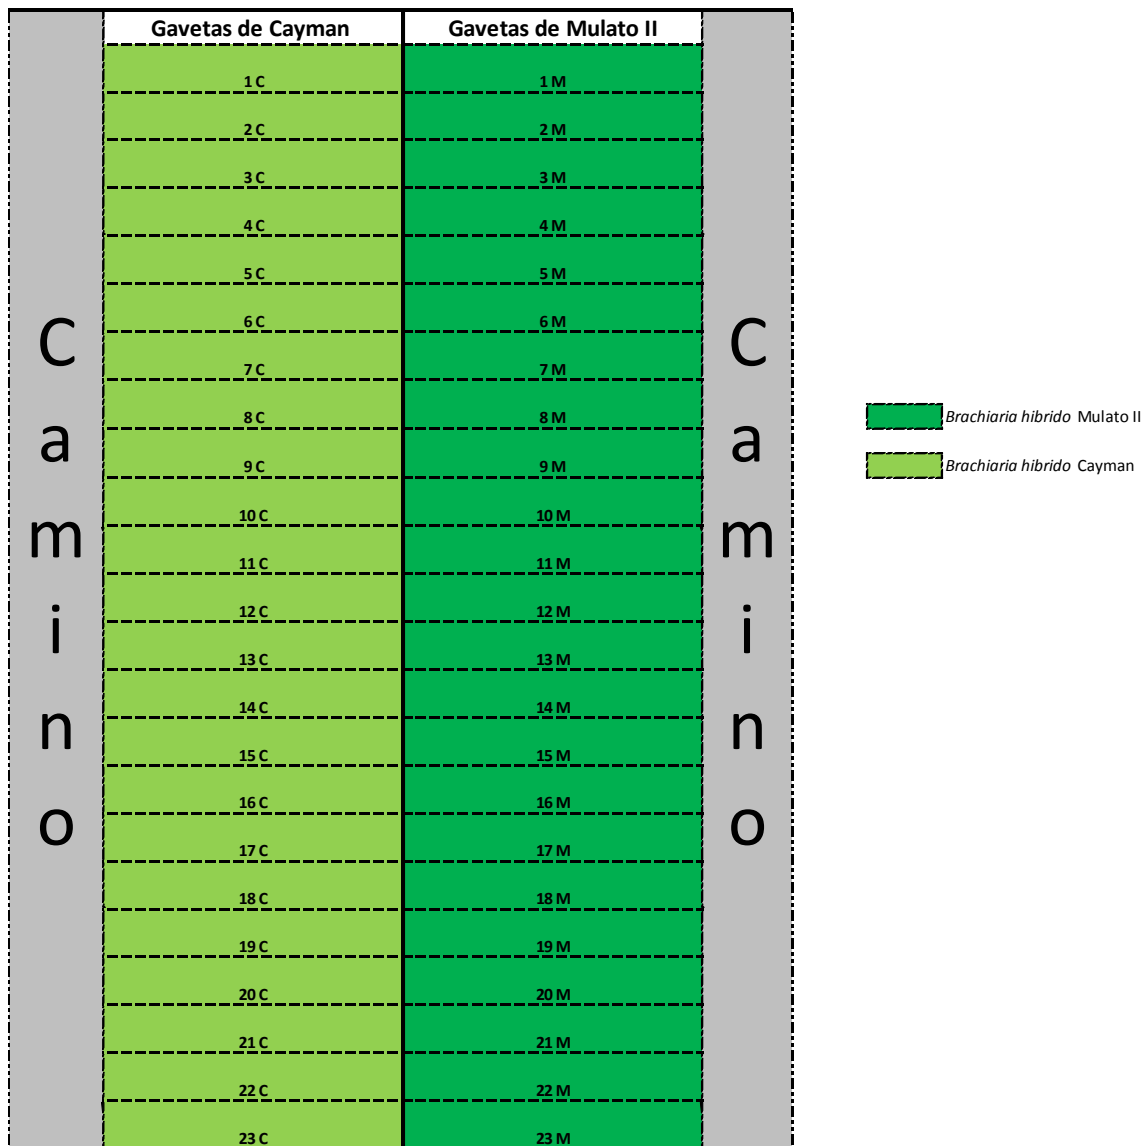 Gavetas de Cayman Gavetas de Mulato II
1 C 1 M
2 C 2 M
3 C 3 M
4 C 4 M
5 C 5 M
6 C 6 M
7 C 7 M
8 C 8 M
9 C 9 M
10 C 10 M
11 C 11 M
12 C 12 M
13 C 13 M
14 C 14 M
15 C 15 M
16 C 16 M
17 C 17 M
18 C 18 M
19 C 19 M
20 C 20 M
21 C 21 M
22 C 22 M
23 C 23 M
Camino
Camino
Brachiaria hibrido Mulato II
Brachiaria hibrido Cayman